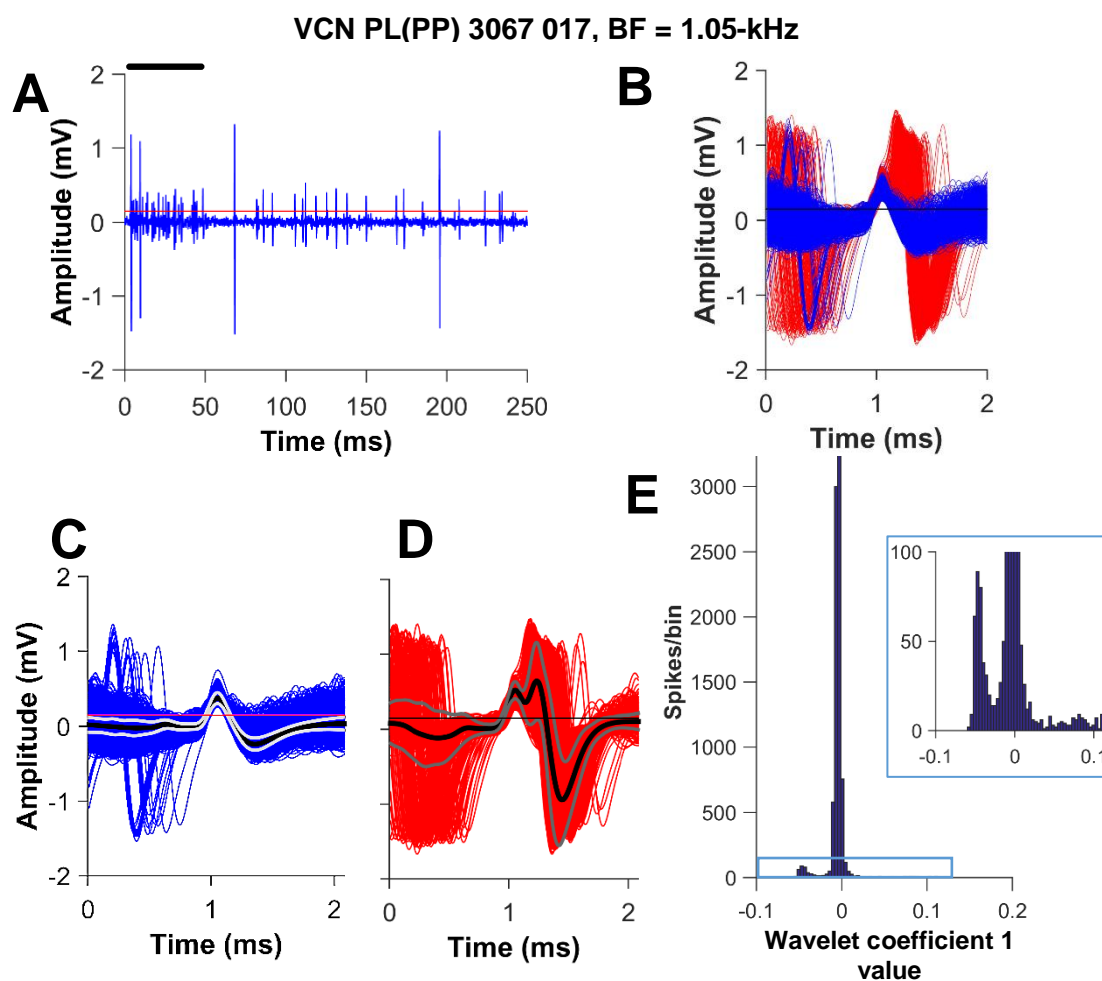 VCN PL(PP) 3067 017, BF = 1.05-kHz
A
Amplitude (mV)
2
1
0
-1
-2
0 50 100 150 200 250
Time (ms)
B
Amplitude (mV)
2
1
0
-1
-2
0 1 2
Time (ms)
C
Amplitude (mV)
2
1
0
-1
-2
0 1 2
Time (ms)
D
0 1 2
Time (ms)
E
Spikes/bin
3000
2500
2000
1500
1000
500
0
-0.1 0 0.1 0.2
Wavelet coefficient 1
value
100
50
0
-0.1 0 0.1